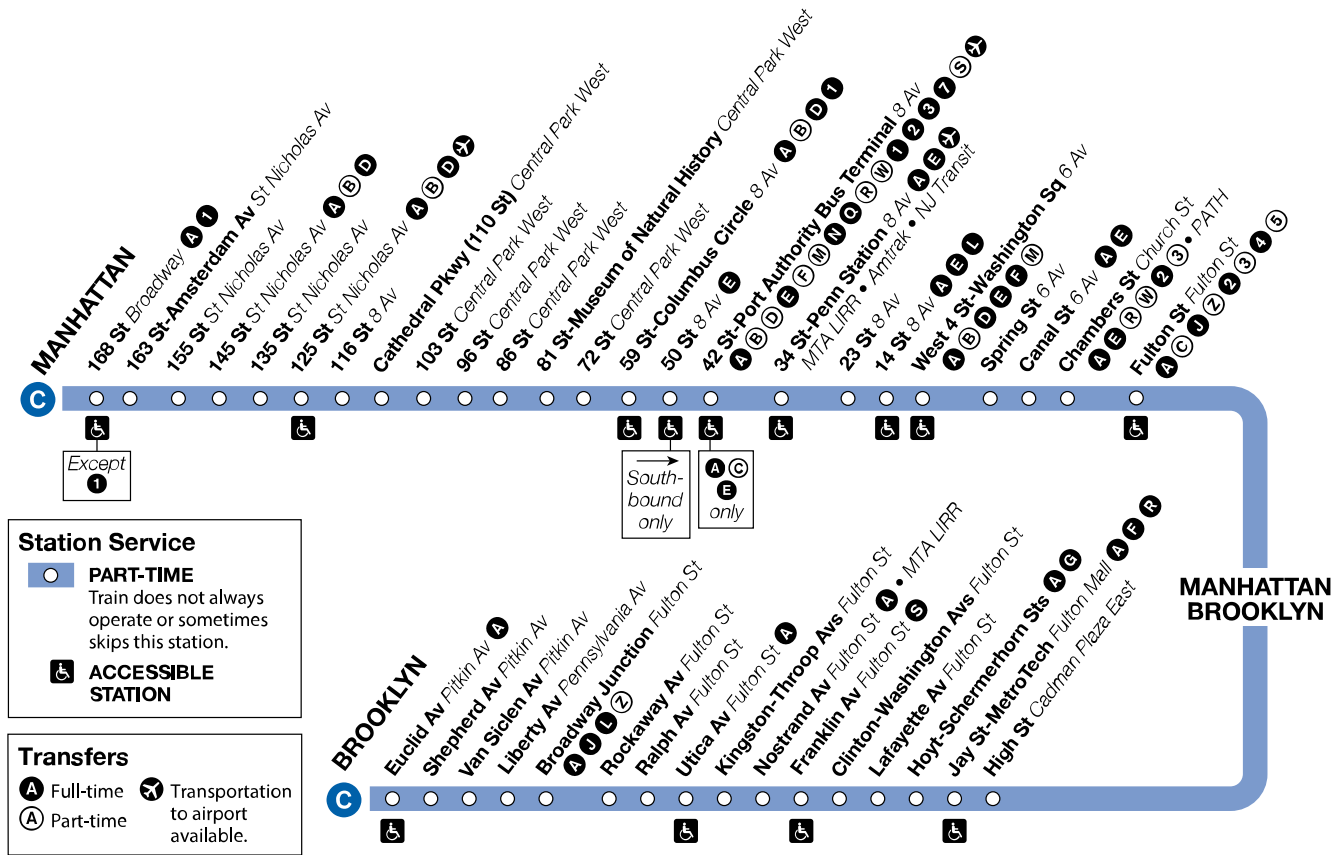 MANHATTAN
C
168 St Broadway A 1
163 St-Amsterdam Av St Nicholas Av
155 St St Nicholas Av
145 St St Nicholas Av A B D
135 St St Nicholas Av
125 St St Nicholas Av A B D
116 St 8 Av
Cathedral Pkwy (110 St) Central Park West
103 St Central Park West
96 St Central Park West
86 St Central Park West
81 St-Museum of Natural History Central Park West
72 St Central Park West
59 St-Columbus Circle 8 Av A B D 1
50 St 8 Av E
42 St-Port Authority Bus Terminal 8 Av
A B D E F M N Q R W 1 2 3 7 S
34 St-Penn Station 8 Av A E
MTA LIRR • Amtrak • NJ Transit
23 St 8 Av
14 St 8 Av A E L
West 4 St-Washington Sq 6 Av
A B D E F M
Spring St 6 Av
Canal St 6 Av A E
Chambers St Church St
A E R W 2 3 • PATH
Fulton St Fulton St
A C J Z 2 3 4 5
Except
1
South-
bound
only
A C
E
only
MANHATTAN
BROOKLYN
Station Service
PART-TIME
Train does not always
operate or sometimes
skips this station.
ACCESSIBLE
STATION
Transfers
A Full-time
A Part-time
Transportation
to airport
available.
BROOKLYN
C
Euclid Av Pitkin Av A
Shepherd Av Pitkin Av
Van Siclen Av Pitkin Av
Liberty Av Pennsylvania Av
Broadway Junction Fulton St
A J L Z
Rockaway Av Fulton St
Ralph Av Fulton St
Utica Av Fulton St A
Kingston-Throop Avs Fulton St
Nostrand Av Fulton St A • MTA LIRR
Franklin Av Fulton St S
Clinton-Washington Avs Fulton St
Lafayette Av Fulton St
Hoyt-Schermerhorn Sts A G
Jay St-MetroTech Fulton Mall A F R
High St Cadman Plaza East